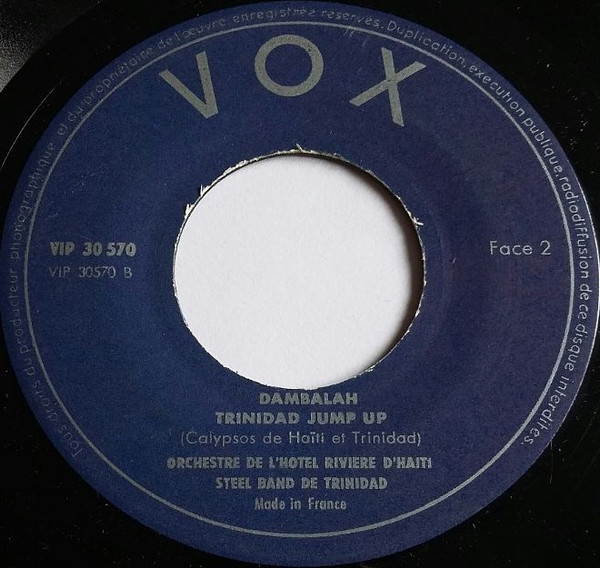 Tous droits du producteur phonographique et du propriétaire de l'œuvre enregistrée réservés. Duplication, exécution publique, radiodiffusion de ce disque interdites.
VOX
VIP 30 570
VIP 30570 B
Face 2
DAMBALAH
TRINIDAD JUMP UP
(Calypsos de Haïti et Trinidad)
ORCHESTRE DE L'HOTEL RIVIERE D'HAITI
STEEL BAND DE TRINIDAD
Made in France